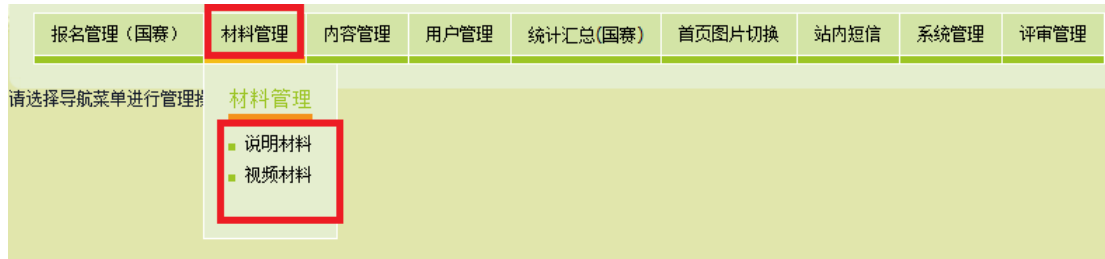 报名管理（国赛） 材料管理 内容管理 用户管理 统计汇总(国赛) 首页图片切换 站内短信 系统管理 评审管理
请选择导航菜单进行管理
材料管理
说明材料
视频材料